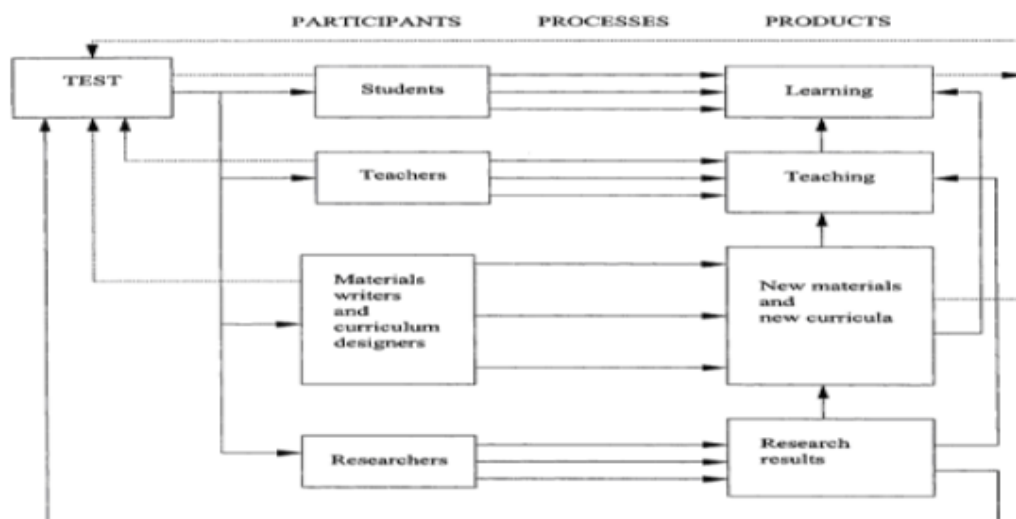 PARTICIPANTS PROCESSES PRODUCTS
TEST
Students
Learning
Teachers
Teaching
Materials
writers
and
curriculum
designers
New materials
and
new curricula
Researchers
Research
results